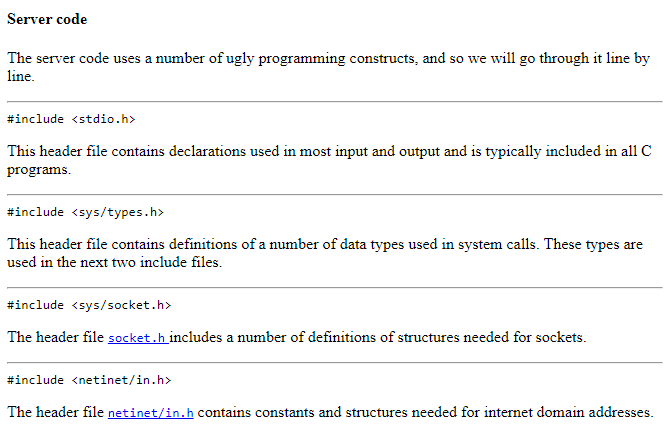 Server code
The server code uses a number of ugly programming constructs, and so we will go through it line by
line.
#include <stdio.h>
This header file contains declarations used in most input and output and is typically included in all C
programs.
#include <sys/types.h>
This header file contains definitions of a number of data types used in system calls. These types are
used in the next two include files.
#include <sys/socket.h>
The header file socket.h includes a number of definitions of structures needed for sockets.
#include <netinet/in.h>
The header file netinet/in.h contains constants and structures needed for internet domain addresses.